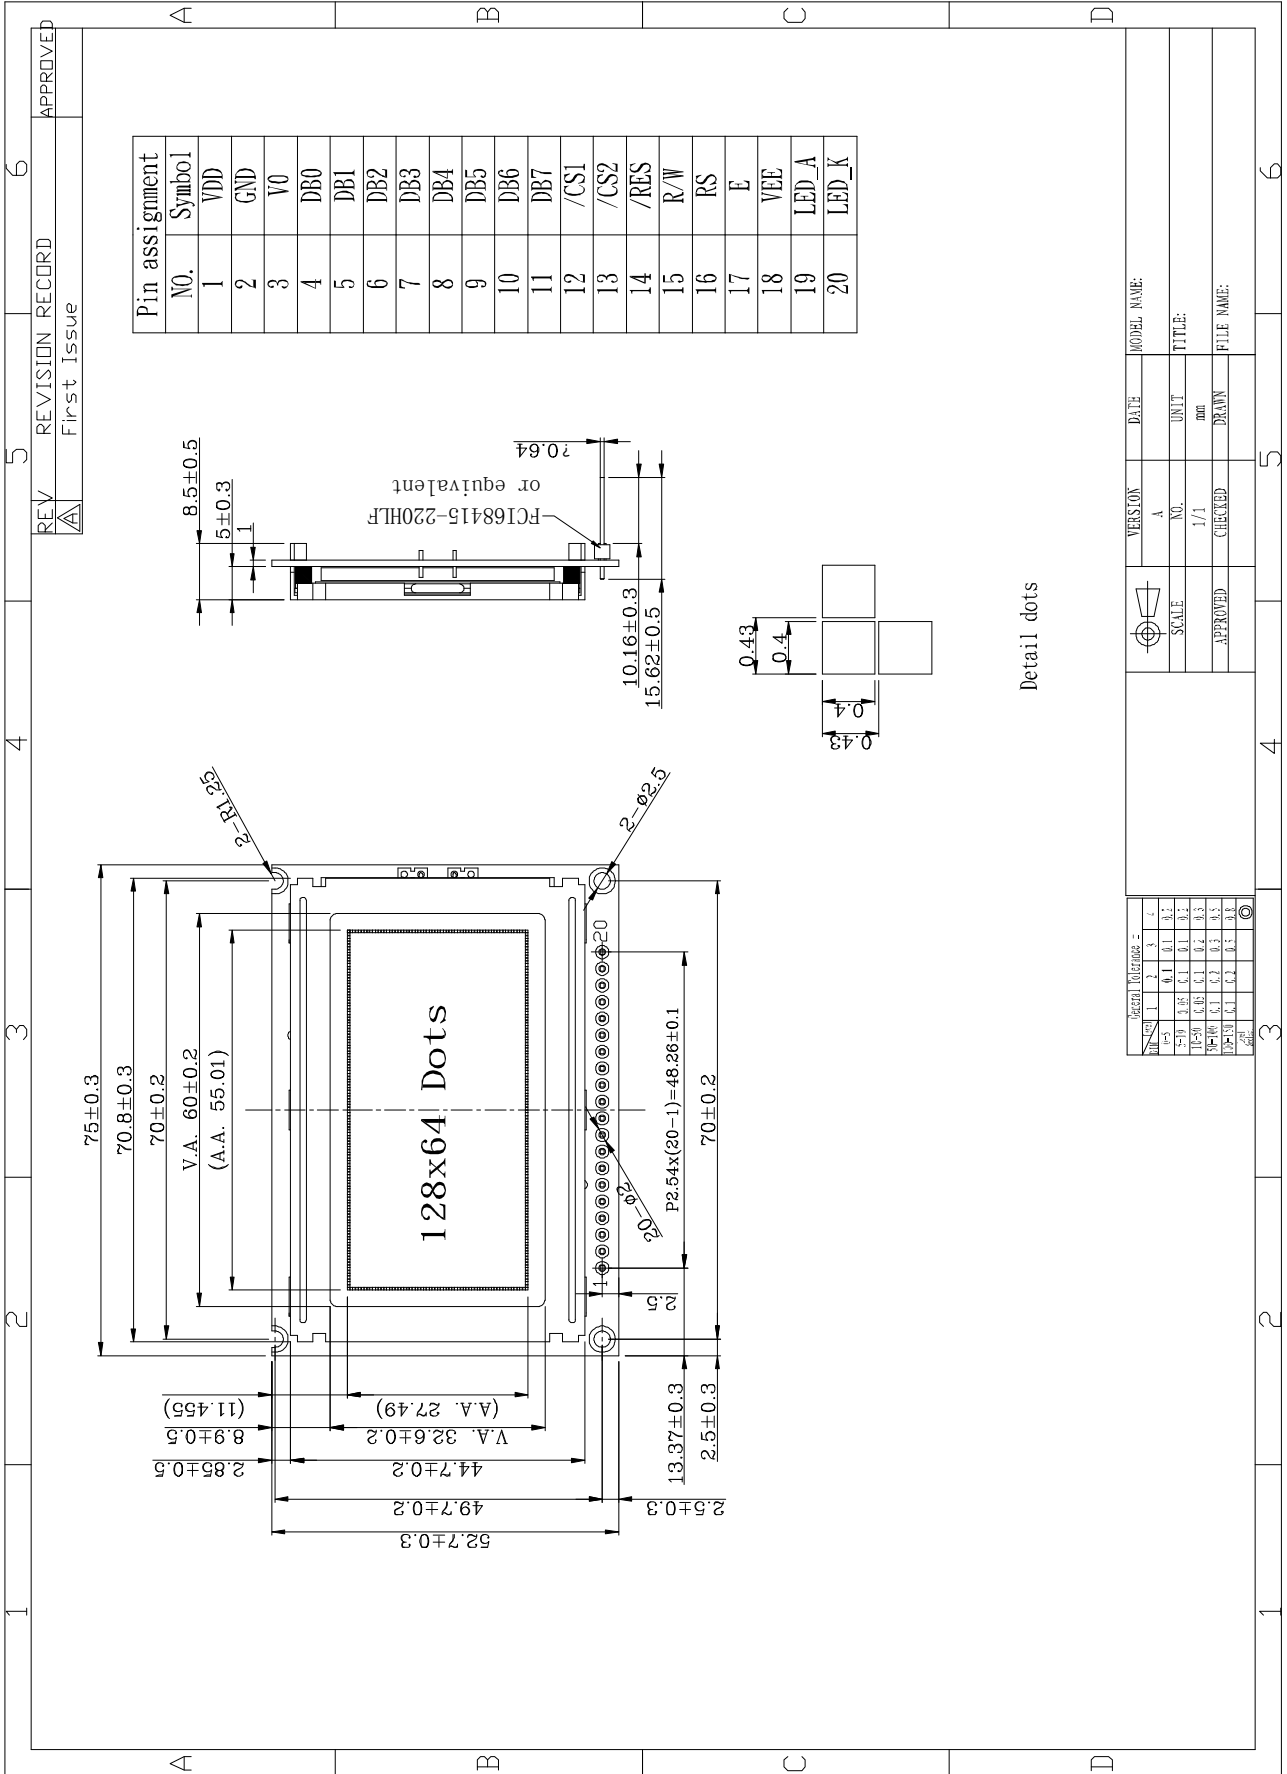 1 2 3 4 5 6
A
B
C
D
REV REVISION RECORD APPROVED
A First Issue
75±0.3
70.8±0.3
70±0.2
V.A. 60±0.2
(A.A. 55.01)
2-R1.25
128x64 Dots
(11.455)
8.9±0.5
2.85±0.5
(A.A. 27.49)
V.A. 32.6±0.2
44.7±0.2
49.7±0.2
52.7±0.3
2.5±0.3
2.5
1
20
20-ø2
2-ø2.5
P2.54x(20-1)=48.26±0.1
13.37±0.3
70±0.2
2.5±0.3
8.5±0.5
5±0.3
1
FCI68415-220HLF
or equivalent
?0.64
10.16±0.3
15.62±0.5
0.43
0.4
0.4
0.43
Detail dots
Pin assignment
NO. Symbol
1 VDD
2 GND
3 V0
4 DB0
5 DB1
6 DB2
7 DB3
8 DB4
9 DB5
10 DB6
11 DB7
12 /CS1
13 /CS2
14 /RES
15 R/W
16 RS
17 E
18 VEE
19 LED_A
20 LED_K
General Tolerance
1 2 3
VERSION DATE MODEL NAME:
A
SCALE NO. UNIT TITLE:
1/1 mm
APPROVED CHECKED DRAWN FILE NAME:
A
B
C
D
1 2 3 4 5 6